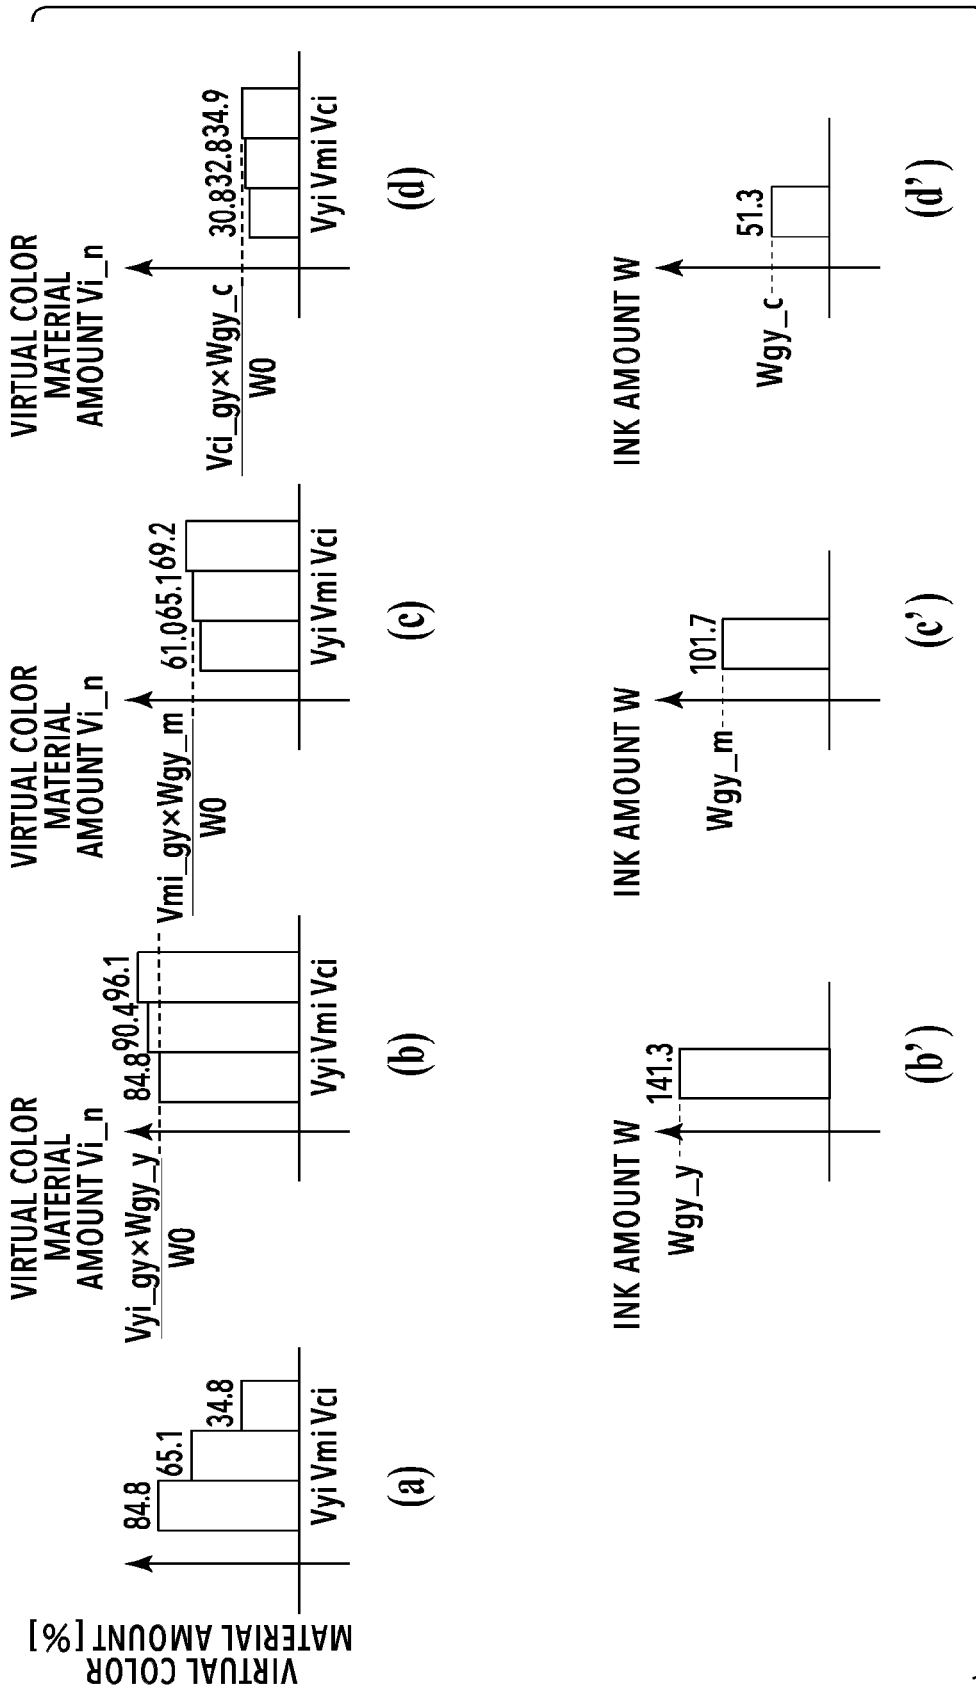 VIRTUAL COLOR
MATERIAL AMOUNT [%]
84.8
65.1
34.8
Vyi Vmi Vci
(a)
VIRTUAL COLOR
MATERIAL
AMOUNT Vi_n
Vyi_gy×Wgy_y
W0
84.8
90.4
96.1
Vyi Vmi Vci
(b)
VIRTUAL COLOR
MATERIAL
AMOUNT Vi_n
Vmi_gy×Wgy_m
W0
61.0
65.1
69.2
Vyi Vmi Vci
(c)
VIRTUAL COLOR
MATERIAL
AMOUNT Vi_n
Vci_gy×Wgy_c
W0
30.8
32.8
34.9
Vyi Vmi Vci
(d)
INK AMOUNT W
Wgy_y
141.3
(b')
INK AMOUNT W
Wgy_m
101.7
(c')
INK AMOUNT W
Wgy_c
51.3
(d')